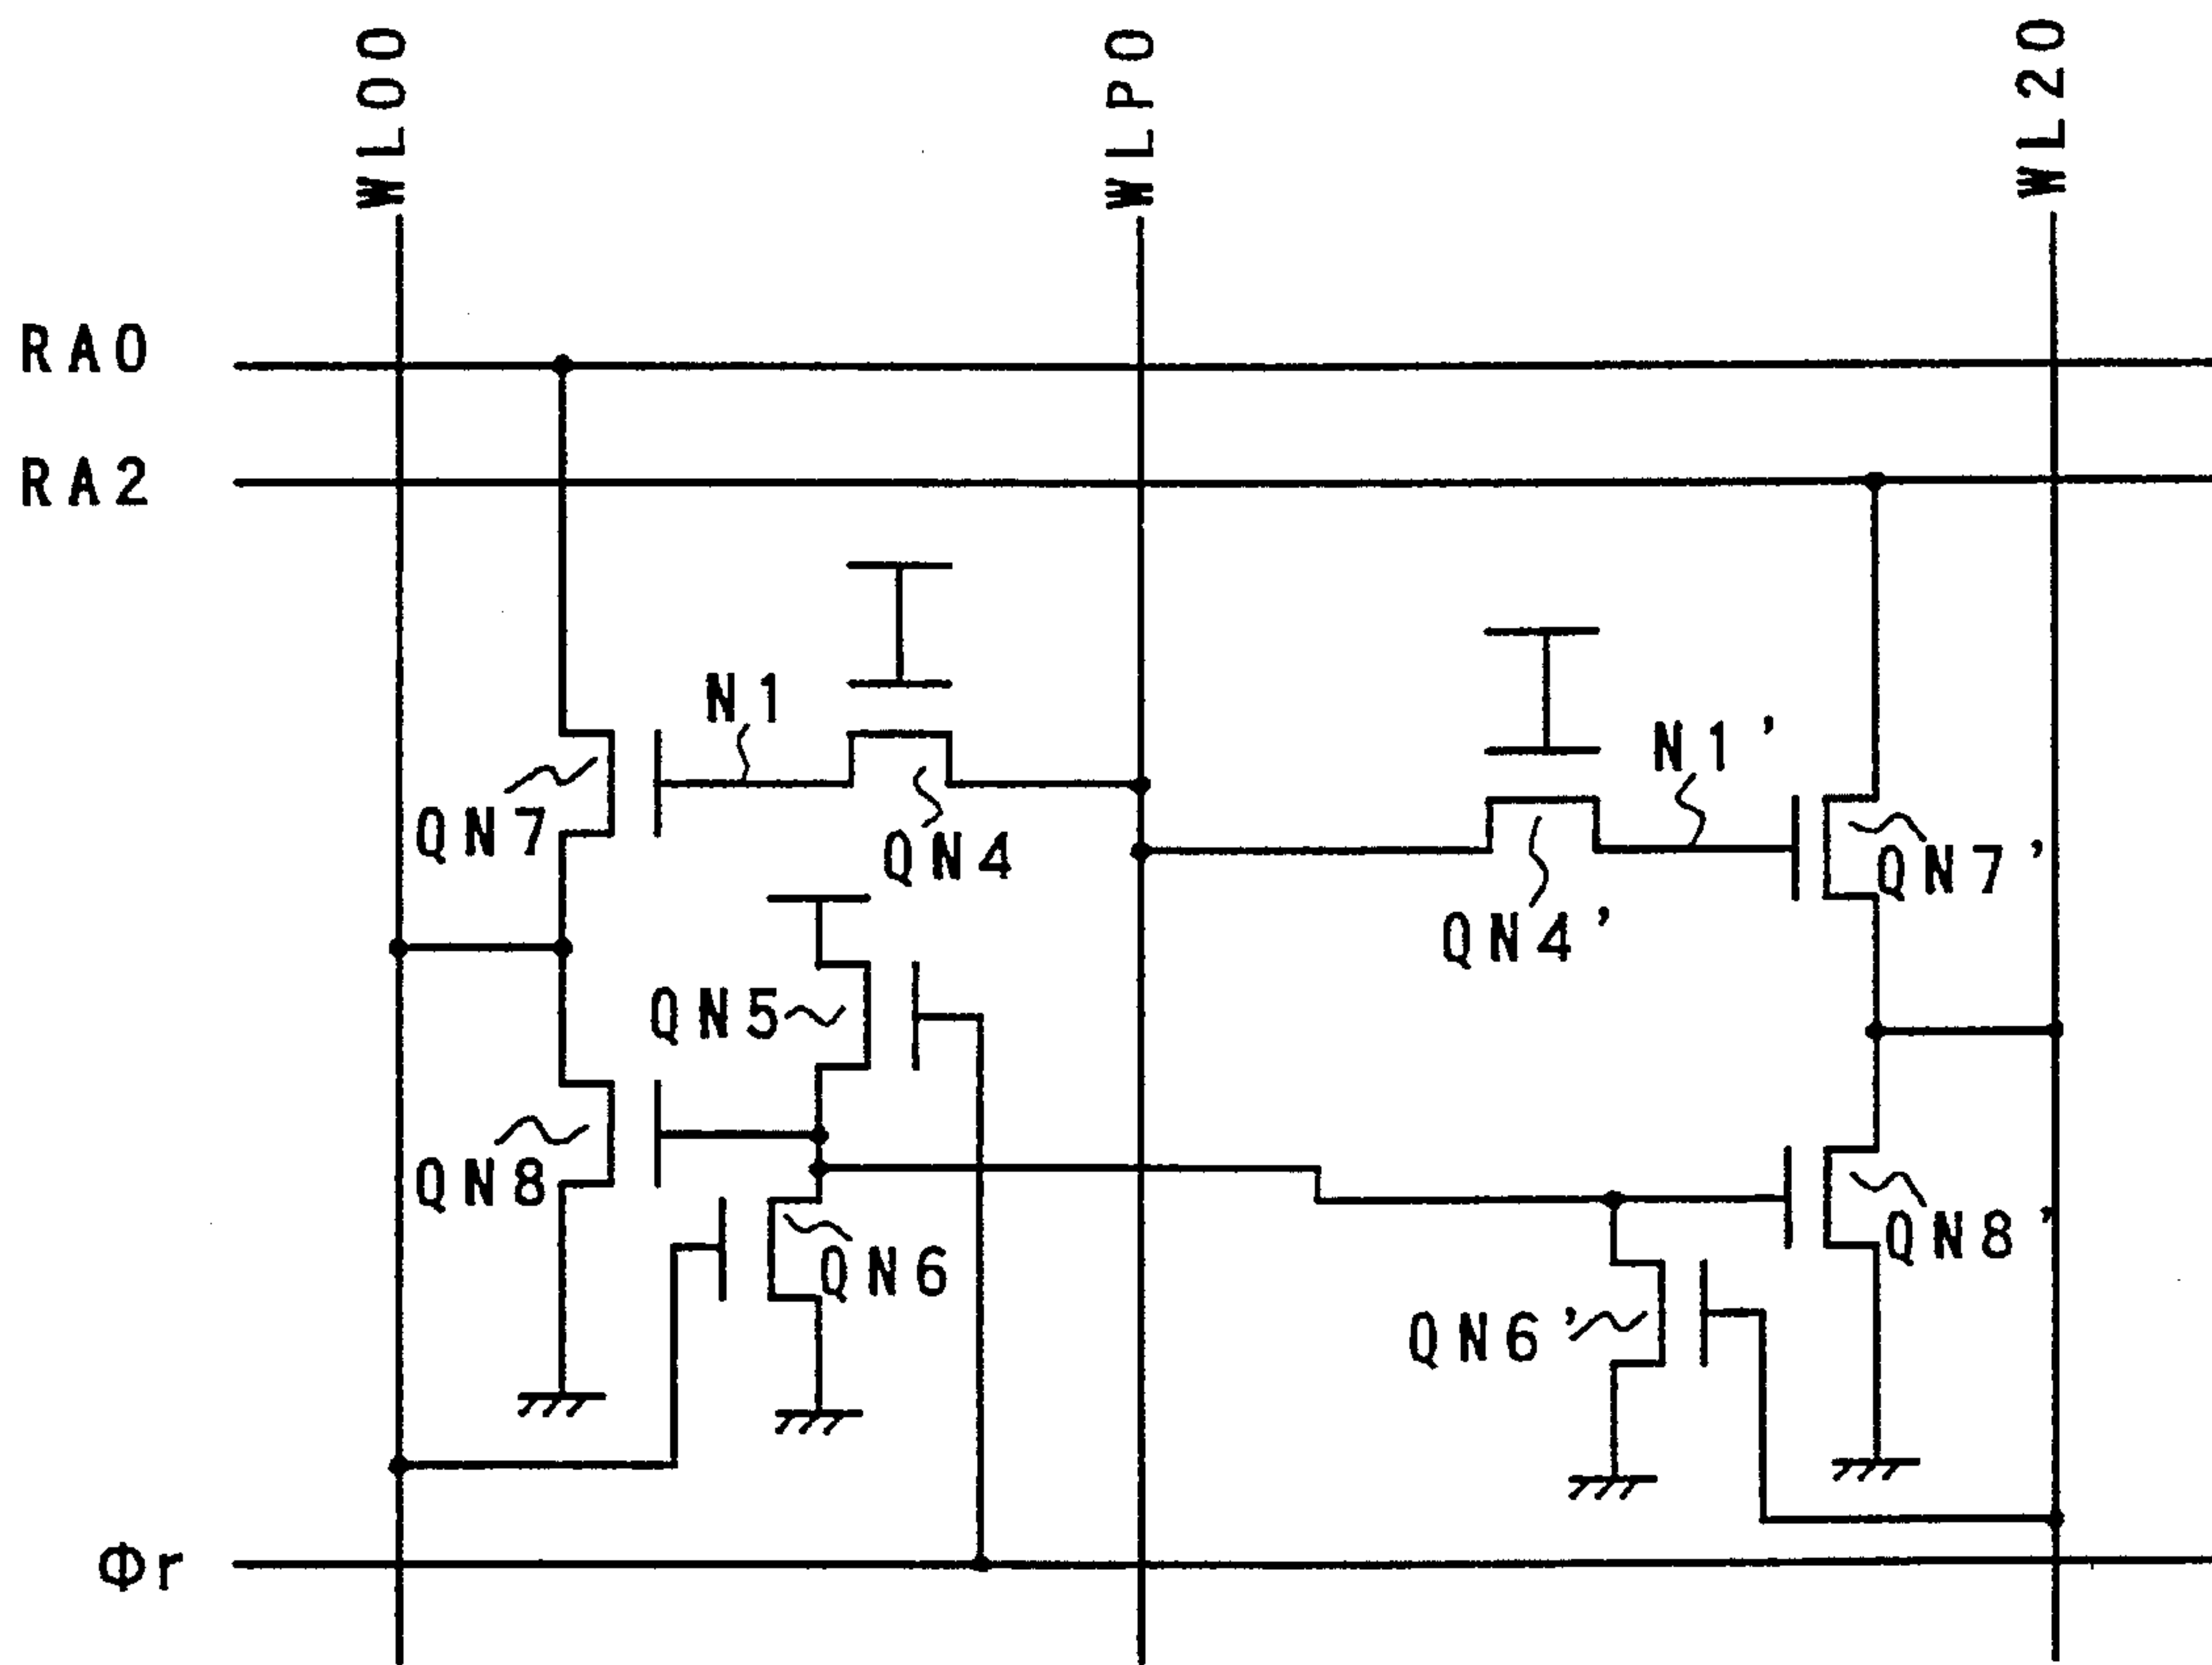 WL00
WLP0
WL20
RA0
RA2
N1
N1'
QN7
QN4
QN7'
QN4'
QN5
QN8
QN6
QN8'
QN6'
Φr